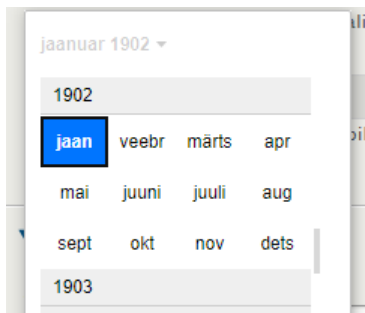 jaanuar 1902
1902
jaan veebr märts apr
mai juuni juuli aug
sept okt nov dets
1903